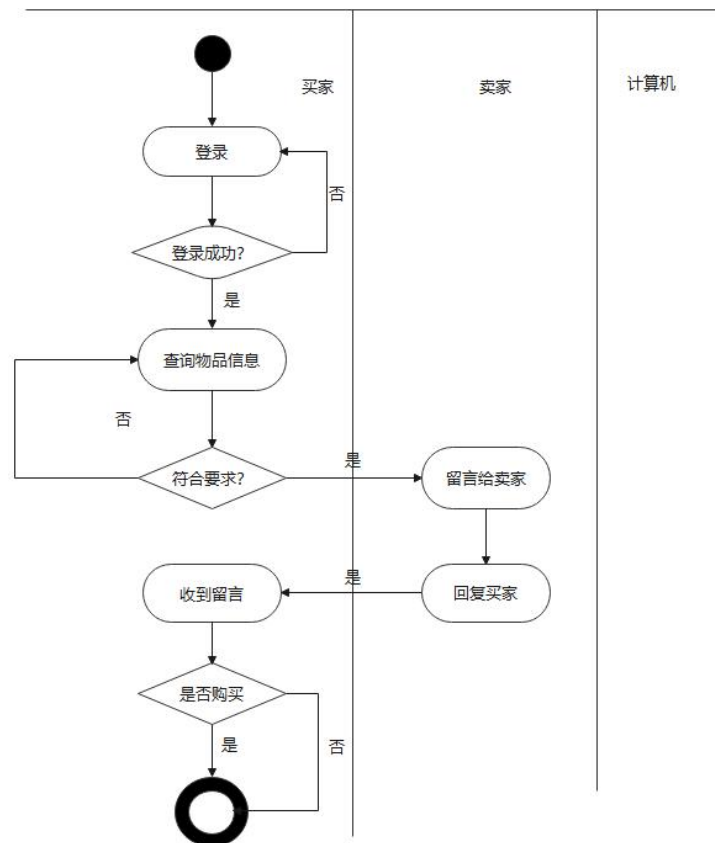 买家
卖家
计算机
登录
否
登录成功?
是
查询物品信息
否
符合要求?
是
留言给卖家
收到留言
是
回复买家
是否购买
是
否